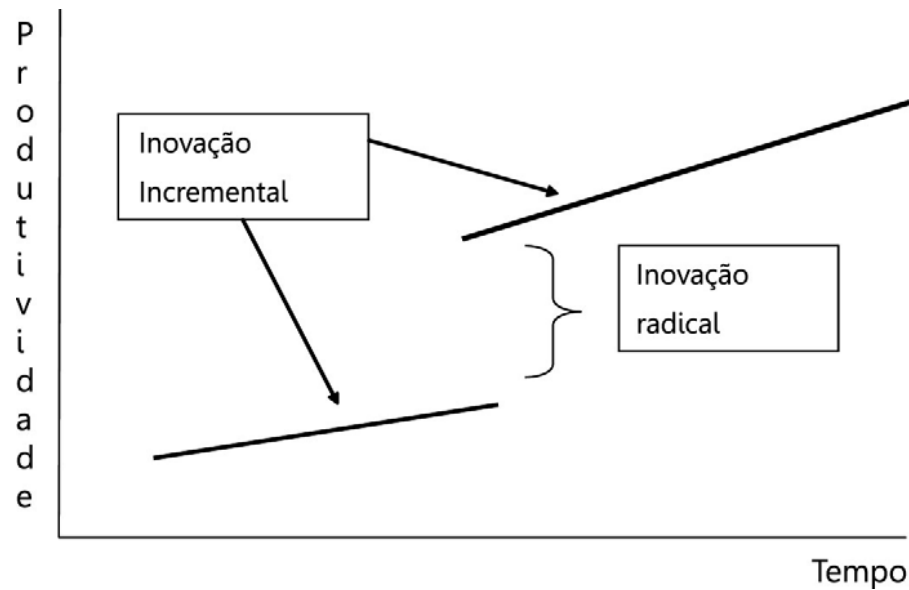 Produtividade
Inovação
Incremental
Inovação
radical
Tempo